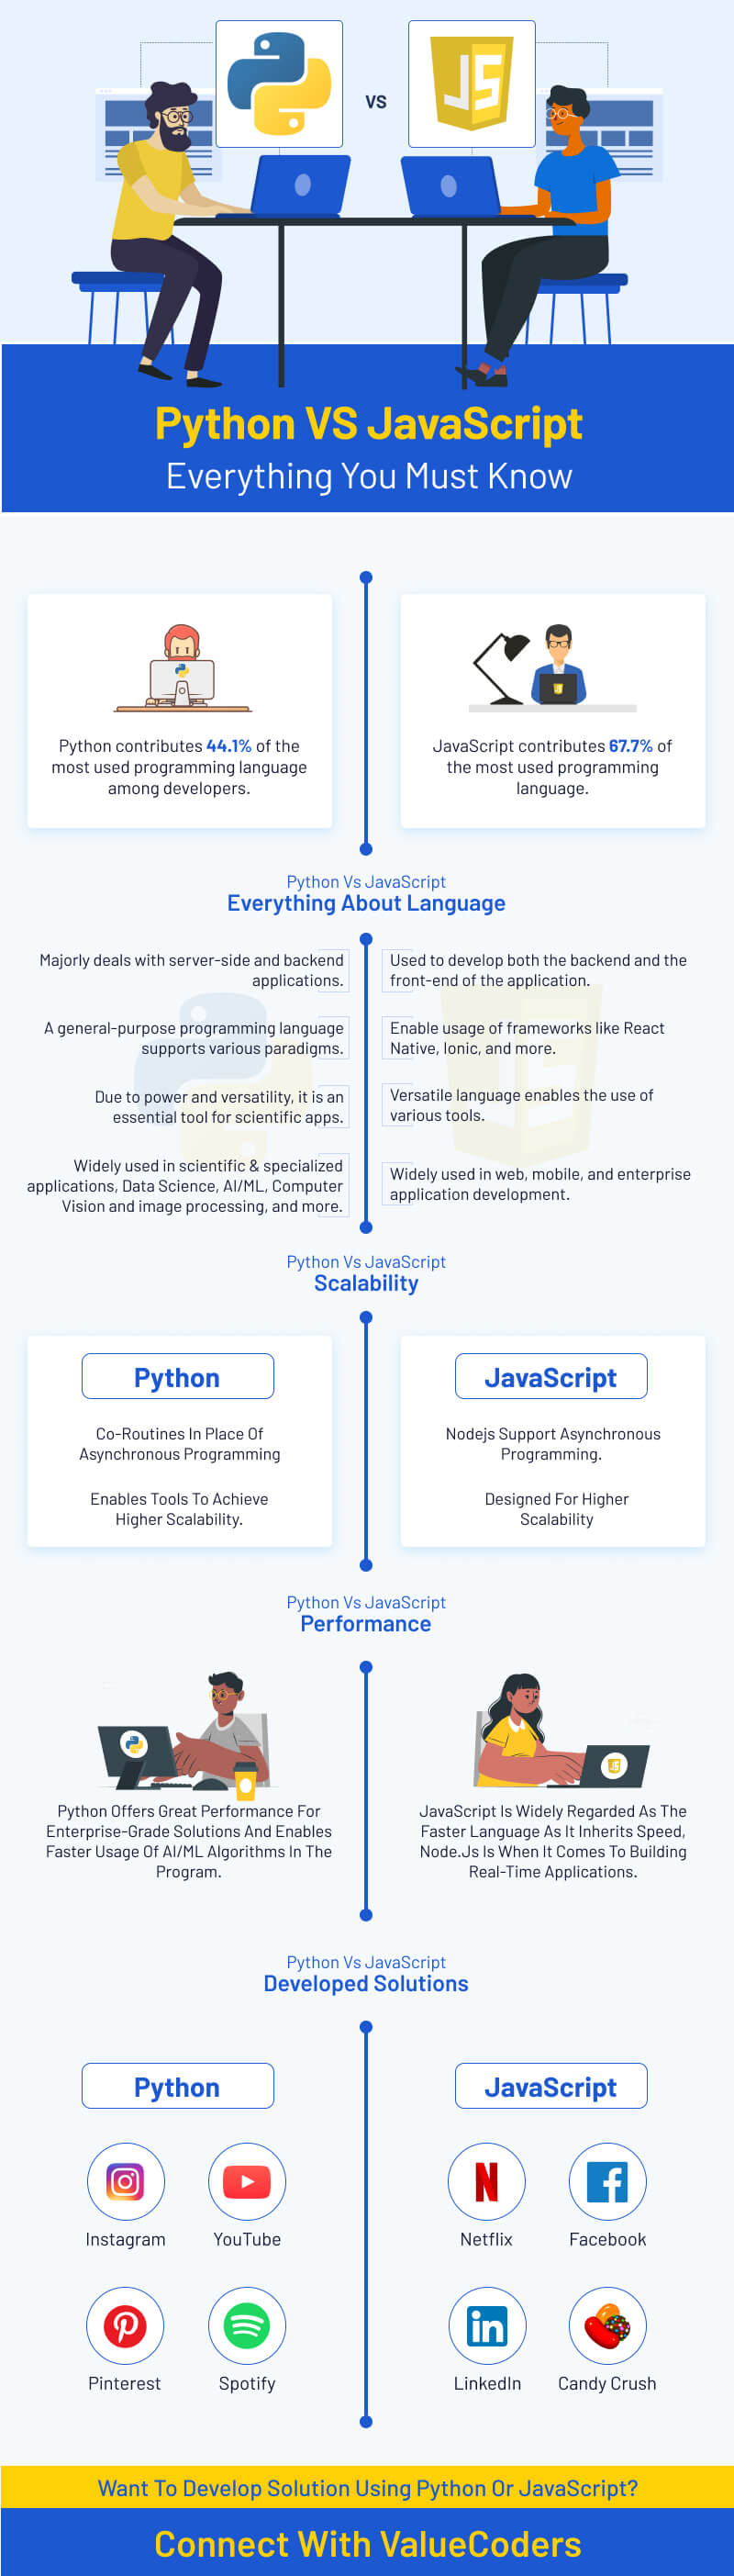 JS
VS
Python VS JavaScript
Everything You Must Know
Python contributes 44.1% of the
most used programming language
among developers.
JavaScript contributes 67.7% of
the most used programming
language.
Python Vs JavaScript
Everything About Language
Majorly deals with server-side and backend
applications.
Used to develop both the backend and the
front-end of the application.
A general-purpose programming language
supports various paradigms.
Enable usage of frameworks like React
Native, Ionic, and more.
Due to power and versatility, it is an
essential tool for scientific apps.
Versatile language enables the use of
various tools.
Widely used in scientific & specialized
applications, Data Science, AI/ML, Computer
Vision and image processing, and more.
Widely used in web, mobile, and enterprise
application development.
Python Vs JavaScript
Scalability
Python
Co-Routines In Place Of
Asynchronous Programming
Enables Tools To Achieve
Higher Scalability.
JavaScript
Nodejs Support Asynchronous
Programming.
Designed For Higher
Scalability
Python Vs JavaScript
Performance
Python Offers Great Performance For
Enterprise-Grade Solutions And Enables
Faster Usage Of AI/ML Algorithms In The
Program.
JavaScript Is Widely Regarded As The
Faster Language As It Inherits Speed,
Node.Js Is When It Comes To Building
Real-Time Applications.
Python Vs JavaScript
Developed Solutions
Python
Instagram
YouTube
Pinterest
Spotify
JavaScript
Netflix
Facebook
LinkedIn
Candy Crush
Want To Develop Solution Using Python Or JavaScript?
Connect With ValueCoders